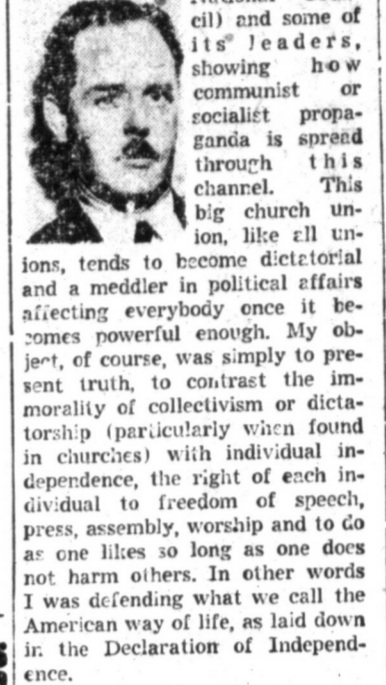 cil) and some of
its leaders,
showing how
communist or
socialist propa-
ganda is spread
through this
channel. This
big church un-
ion, like all un-
ions, tends to become dictatorial
and a meddler in political affairs
affecting everybody once it be-
comes powerful enough. My ob-
ject, of course, was simply to pre-
sent truth, to contrast the im-
morality of collectivism or dicta-
torship (particularly when found
in churches) with individual in-
dependence, the right of each in-
dividual to freedom of speech,
press, assembly, worship and to do
as one likes so long as one does
not harm others. In other words
I was defending what we call the
American way of life, as laid down
in the Declaration of Independ-
ence.